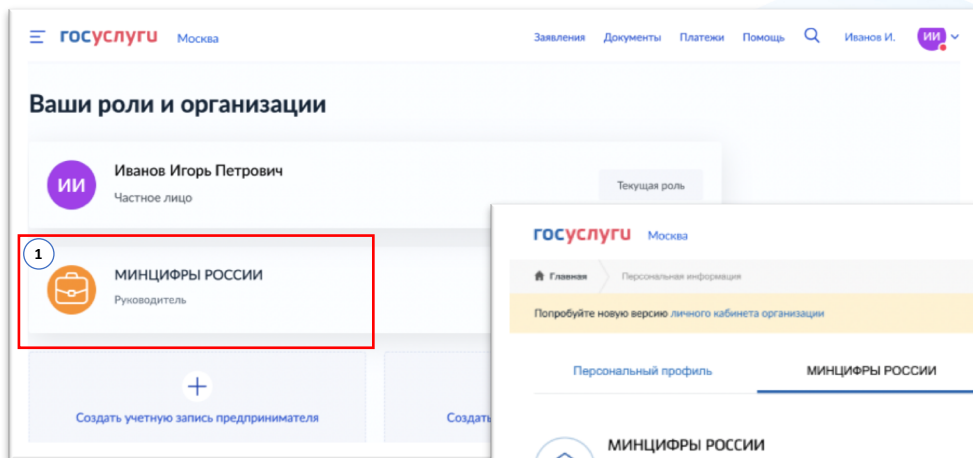 госуслуги Москва Заявления Документы Платежи Помощь Иванов И. ИИ
Ваши роли и организации
ИИ Иванов Игорь Петрович
Частное лицо
Текущая роль
1
МИНЦИФРЫ РОССИИ
Руководитель
Создать учетную запись предпринимателя
Создать
госуслуги Москва
Главная Персональная информация
Попробуйте новую версию личного кабинета организации
Персональный профиль МИНЦИФРЫ РОССИИ
МИНЦИФРЫ РОССИИ